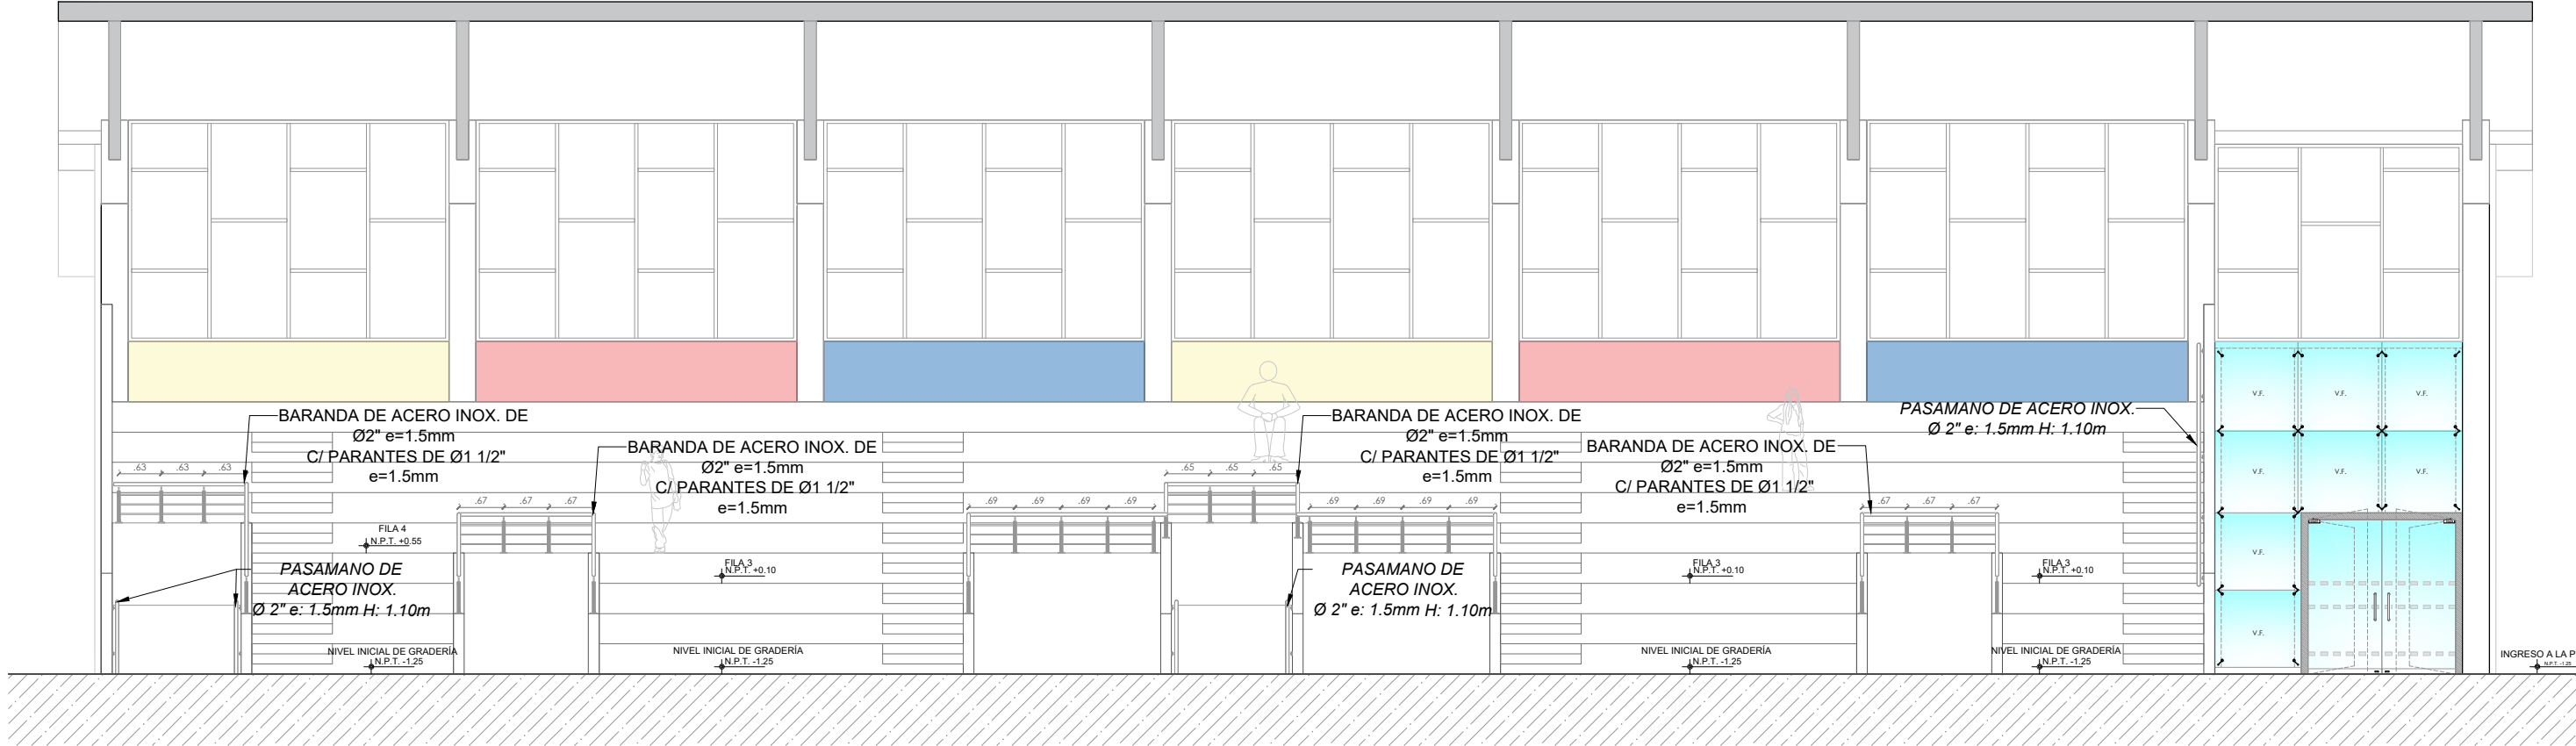 BARANDA DE ACERO INOX. DE
Ø2" e=1.5mm
C/ PARANTES DE Ø1 1/2"
e=1.5mm
.63 .63 .63
BARANDA DE ACERO INOX. DE
Ø2" e=1.5mm
C/ PARANTES DE Ø1 1/2"
e=1.5mm
.67 .67 .67
BARANDA DE ACERO INOX. DE
Ø2" e=1.5mm
C/ PARANTES DE Ø1 1/2"
e=1.5mm
.69 .69 .69 .69
.65 .65 .65
.69 .69 .69 .69
BARANDA DE ACERO INOX. DE
Ø2" e=1.5mm
C/ PARANTES DE Ø1 1/2"
e=1.5mm
.67 .67 .67
PASAMANO DE ACERO INOX.
Ø 2" e: 1.5mm H: 1.10m
V.F. V.F. V.F.
V.F. V.F. V.F.
V.F.
V.F.
FILA 4
N.P.T. +0.55
PASAMANO DE
ACERO INOX.
Ø 2" e: 1.5mm H: 1.10m
FILA 3
N.P.T. +0.10
PASAMANO DE
ACERO INOX.
Ø 2" e: 1.5mm H: 1.10m
FILA 3
N.P.T. +0.10
FILA 3
N.P.T. +0.10
NIVEL INICIAL DE GRADERÍA
N.P.T. -1.25
NIVEL INICIAL DE GRADERÍA
N.P.T. -1.25
NIVEL INICIAL DE GRADERÍA
N.P.T. -1.25
NIVEL INICIAL DE GRADERÍA
N.P.T. -1.25
INGRESO A LA P
N.P.T. -1.25